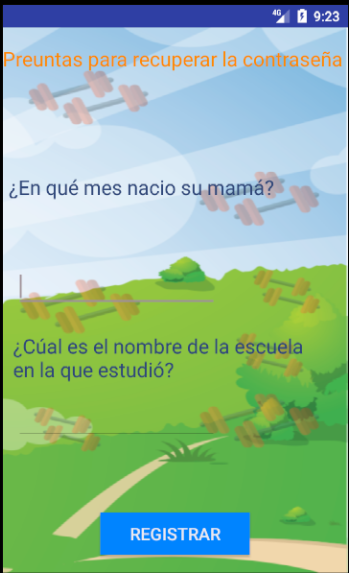 4G 9:23
Preuntas para recuperar la contraseña
¿En qué mes nacio su mamá?
¿Cúal es el nombre de la escuela
en la que estudió?
REGISTRAR